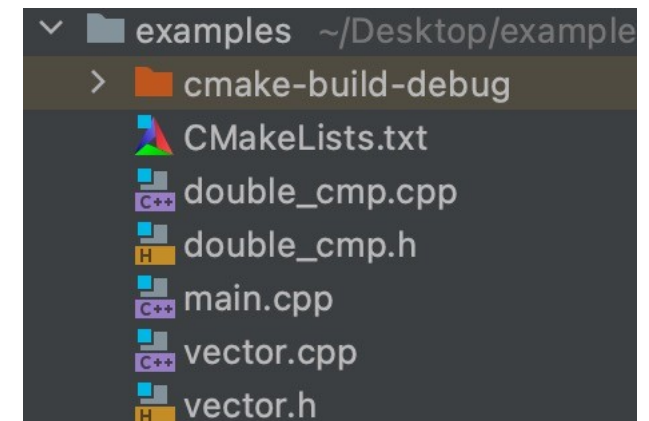 examples ~/Desktop/example
cmake-build-debug
CMakeLists.txt
C++ double_cmp.cpp
H double_cmp.h
C++ main.cpp
C++ vector.cpp
H vector.h